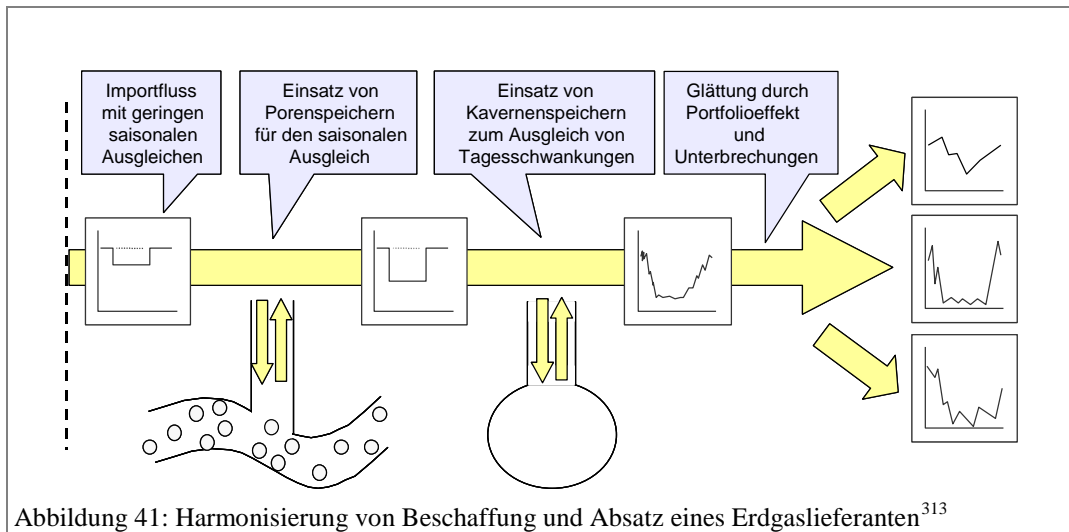 Importfluss
mit geringen
saisonalen
Ausgleichen
Einsatz von
Porenspeichern
für den saisonalen
Ausgleich
Einsatz von
Kavernenspeichern
zum Ausgleich von
Tagesschwankungen
Glättung durch
Portfolioeffekt
und
Unterbrechungen
Abbildung 41: Harmonisierung von Beschaffung und Absatz eines Erdgaslieferanten313